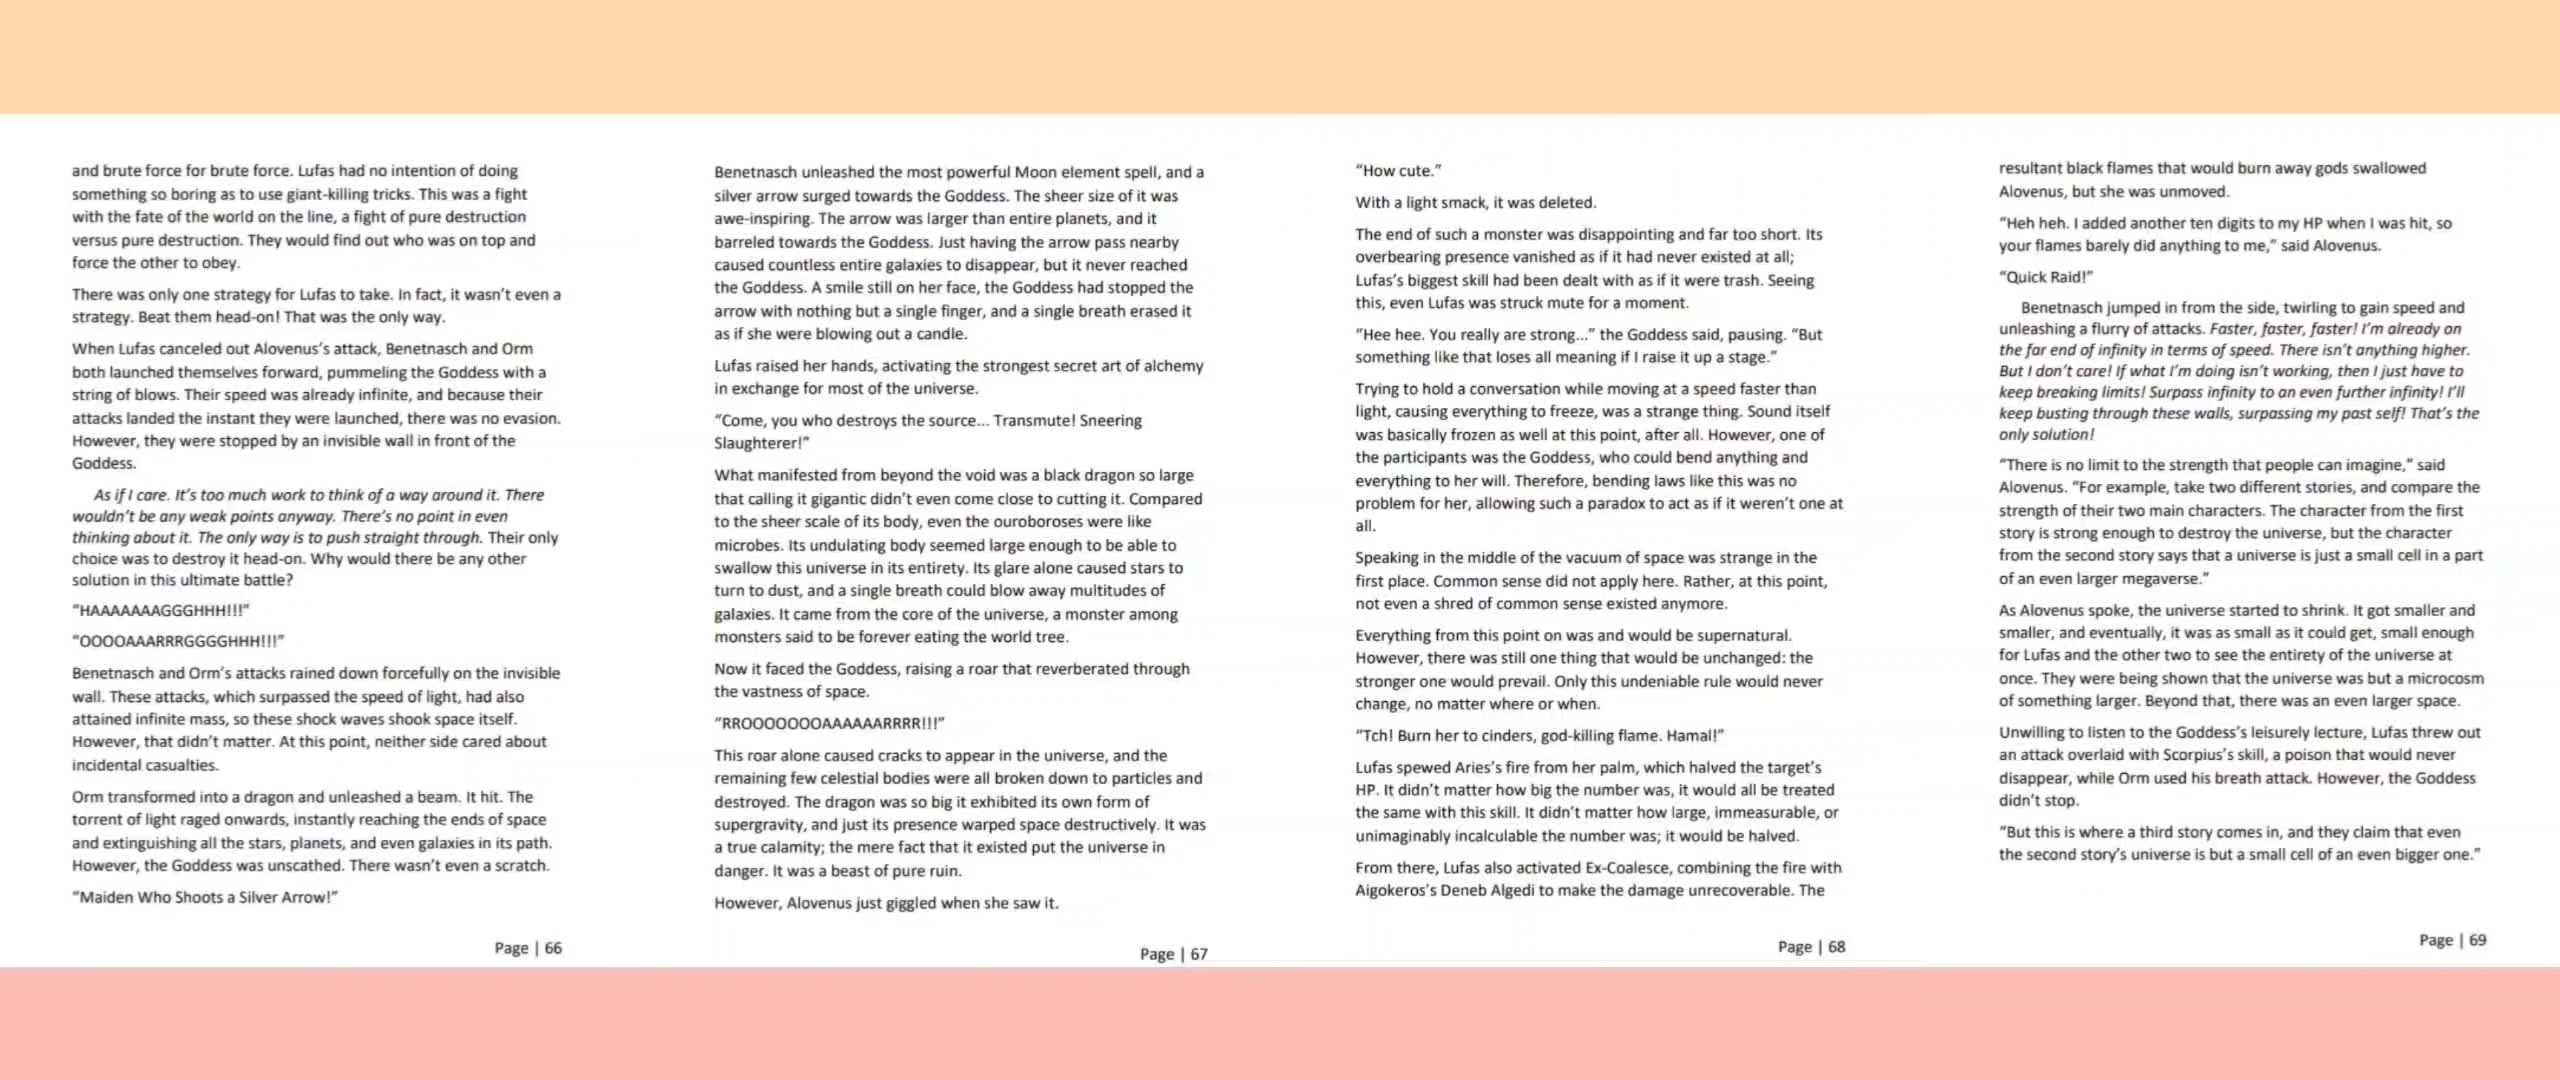 and brute force for brute force. Lufas had no intention of doing
something so boring as to use giant-killing tricks. This was a fight
with the fate of the world on the line, a fight of pure destruction
versus pure destruction. They would find out who was on top and
force the other to obey.
There was only one strategy for Lufas to take. In fact, it wasn’t even a
strategy. Beat them head-on! That was the only way.
When Lufas canceled out Alovenus’s attack, Benetnasch and Orm
both launched themselves forward, pummeling the Goddess with a
string of blows. Their speed was already infinite, and because their
attacks landed the instant they were launched, there was no evasion.
However, they were stopped by an invisible wall in front of the
Goddess.
As if I care. It’s too much work to think of a way around it. There
wouldn’t be any weak points anyway. There’s no point in even
thinking about it. The only way is to push straight through. Their only
choice was to destroy it head-on. Why would there be any other
solution in this ultimate battle?
“HAAAAAAAGGGHHH!!!”
“OOOOAAARRRGGGGHHH!!!”
Benetnasch and Orm’s attacks rained down forcefully on the invisible
wall. These attacks, which surpassed the speed of light, had also
attained infinite mass, so these shock waves shook space itself.
However, that didn’t matter. At this point, neither side cared about
incidental casualties.
Orm transformed into a dragon and unleashed a beam. It hit. The
torrent of light raged onwards, instantly reaching the ends of space
and extinguishing all the stars, planets, and even galaxies in its path.
However, the Goddess was unscathed. There wasn’t even a scratch.
“Maiden Who Shoots a Silver Arrow!”
Page | 66
Benetnasch unleashed the most powerful Moon element spell, and a
silver arrow surged towards the Goddess. The sheer size of it was
awe-inspiring. The arrow was larger than entire planets, and it
barreled towards the Goddess. Just having the arrow pass nearby
caused countless entire galaxies to disappear, but it never reached
the Goddess. A smile still on her face, the Goddess had stopped the
arrow with nothing but a single finger, and a single breath erased it
as if she were blowing out a candle.
Lufas raised her hands, activating the strongest secret art of alchemy
in exchange for most of the universe.
“Come, you who destroys the source... Transmute! Sneering
Slaughterer!”
What manifested from beyond the void was a black dragon so large
that calling it gigantic didn’t even come close to cutting it. Compared
to the sheer scale of its body, even the ouroboroses were like
microbes. Its undulating body seemed large enough to be able to
swallow this universe in its entirety. Its glare alone caused stars to
turn to dust, and a single breath could blow away multitudes of
galaxies. It came from the core of the universe, a monster among
monsters said to be forever eating the world tree.
Now it faced the Goddess, raising a roar that reverberated through
the vastness of space.
“RROOOOOOOAAAAAARRRR!!!”
This roar alone caused cracks to appear in the universe, and the
remaining few celestial bodies were all broken down to particles and
destroyed. The dragon was so big it exhibited its own form of
supergravity, and just its presence warped space destructively. It was
a true calamity; the mere fact that it existed put the universe in
danger. It was a beast of pure ruin.
However, Alovenus just giggled when she saw it.
Page | 67
“How cute.”
With a light smack, it was deleted.
The end of such a monster was disappointing and far too short. Its
overbearing presence vanished as if it had never existed at all;
Lufas’s biggest skill had been dealt with as if it were trash. Seeing
this, even Lufas was struck mute for a moment.
“Hee hee. You really are strong...” the Goddess said, pausing. “But
something like that loses all meaning if I raise it up a stage.”
Trying to hold a conversation while moving at a speed faster than
light, causing everything to freeze, was a strange thing. Sound itself
was basically frozen as well at this point, after all. However, one of
the participants was the Goddess, who could bend anything and
everything to her will. Therefore, bending laws like this was no
problem for her, allowing such a paradox to act as if it weren’t one at
all.
Speaking in the middle of the vacuum of space was strange in the
first place. Common sense did not apply here. Rather, at this point,
not even a shred of common sense existed anymore.
Everything from this point on was and would be supernatural.
However, there was still one thing that would be unchanged: the
stronger one would prevail. Only this undeniable rule would never
change, no matter where or when.
“Tch! Burn her to cinders, god-killing flame. Hamal!”
Lufas spewed Aries’s fire from her palm, which halved the target’s
HP. It didn’t matter how big the number was, it would all be treated
the same with this skill. It didn’t matter how large, immeasurable, or
unimaginably incalculable the number was; it would be halved.
From there, Lufas also activated Ex-Coalesce, combining the fire with
Aigokeros’s Deneb Algedi to make the damage unrecoverable. The
Page | 68
resultant black flames that would burn away gods swallowed
Alovenus, but she was unmoved.
“Heh heh. I added another ten digits to my HP when I was hit, so
your flames barely did anything to me,” said Alovenus.
“Quick Raid!”
Benetnasch jumped in from the side, twirling to gain speed and
unleashing a flurry of attacks. Faster, faster, faster! I’m already on
the far end of infinity in terms of speed. There isn’t anything higher.
But I don’t care! If what I’m doing isn’t working, then I just have to
keep breaking limits! Surpass infinity to an even further infinity! I’ll
keep busting through these walls, surpassing my past self! That’s the
only solution!
“There is no limit to the strength that people can imagine,” said
Alovenus. “For example, take two different stories, and compare the
strength of their two main characters. The character from the first
story is strong enough to destroy the universe, but the character
from the second story says that a universe is just a small cell in a part
of an even larger megaverse.”
As Alovenus spoke, the universe started to shrink. It got smaller and
smaller, and eventually, it was as small as it could get, small enough
for Lufas and the other two to see the entirety of the universe at
once. They were being shown that the universe was but a microcosm
of something larger. Beyond that, there was an even larger space.
Unwilling to listen to the Goddess’s leisurely lecture, Lufas threw out
an attack overlaid with Scorpius’s skill, a poison that would never
disappear, while Orm used his breath attack. However, the Goddess
didn’t stop.
“But this is where a third story comes in, and they claim that even
the second story’s universe is but a small cell of an even bigger one.”
Page | 69